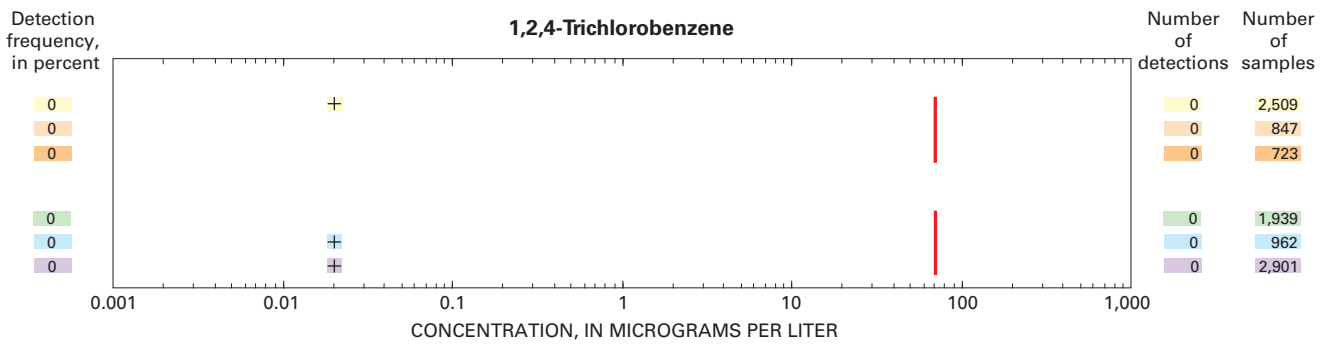 1,2,4-Trichlorobenzene
Detection
frequency,
in percent
Number
of
detections
Number
of
samples
0 0 2,509
0 0 847
0 0 723
0 0 1,939
0 0 962
0 0 2,901
0.001 0.01 0.1 1 10 100 1,000
CONCENTRATION, IN MICROGRAMS PER LITER